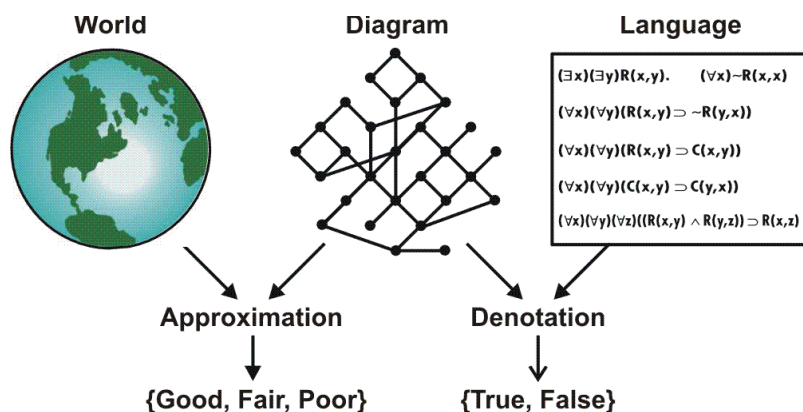 World Diagram Language
(∃x)(∃y)R(x,y). (∀x)~R(x,x)
(∀x)(∀y)(R(x,y) ⊃ ~R(y,x))
(∀x)(∀y)(R(x,y) ⊃ C(x,y))
(∀x)(∀y)(C(x,y) ⊃ C(y,x))
(∀x)(∀y)(∀z)((R(x,y) ∧ R(y,z)) ⊃ R(x,z)
Approximation Denotation
{Good, Fair, Poor} {True, False}